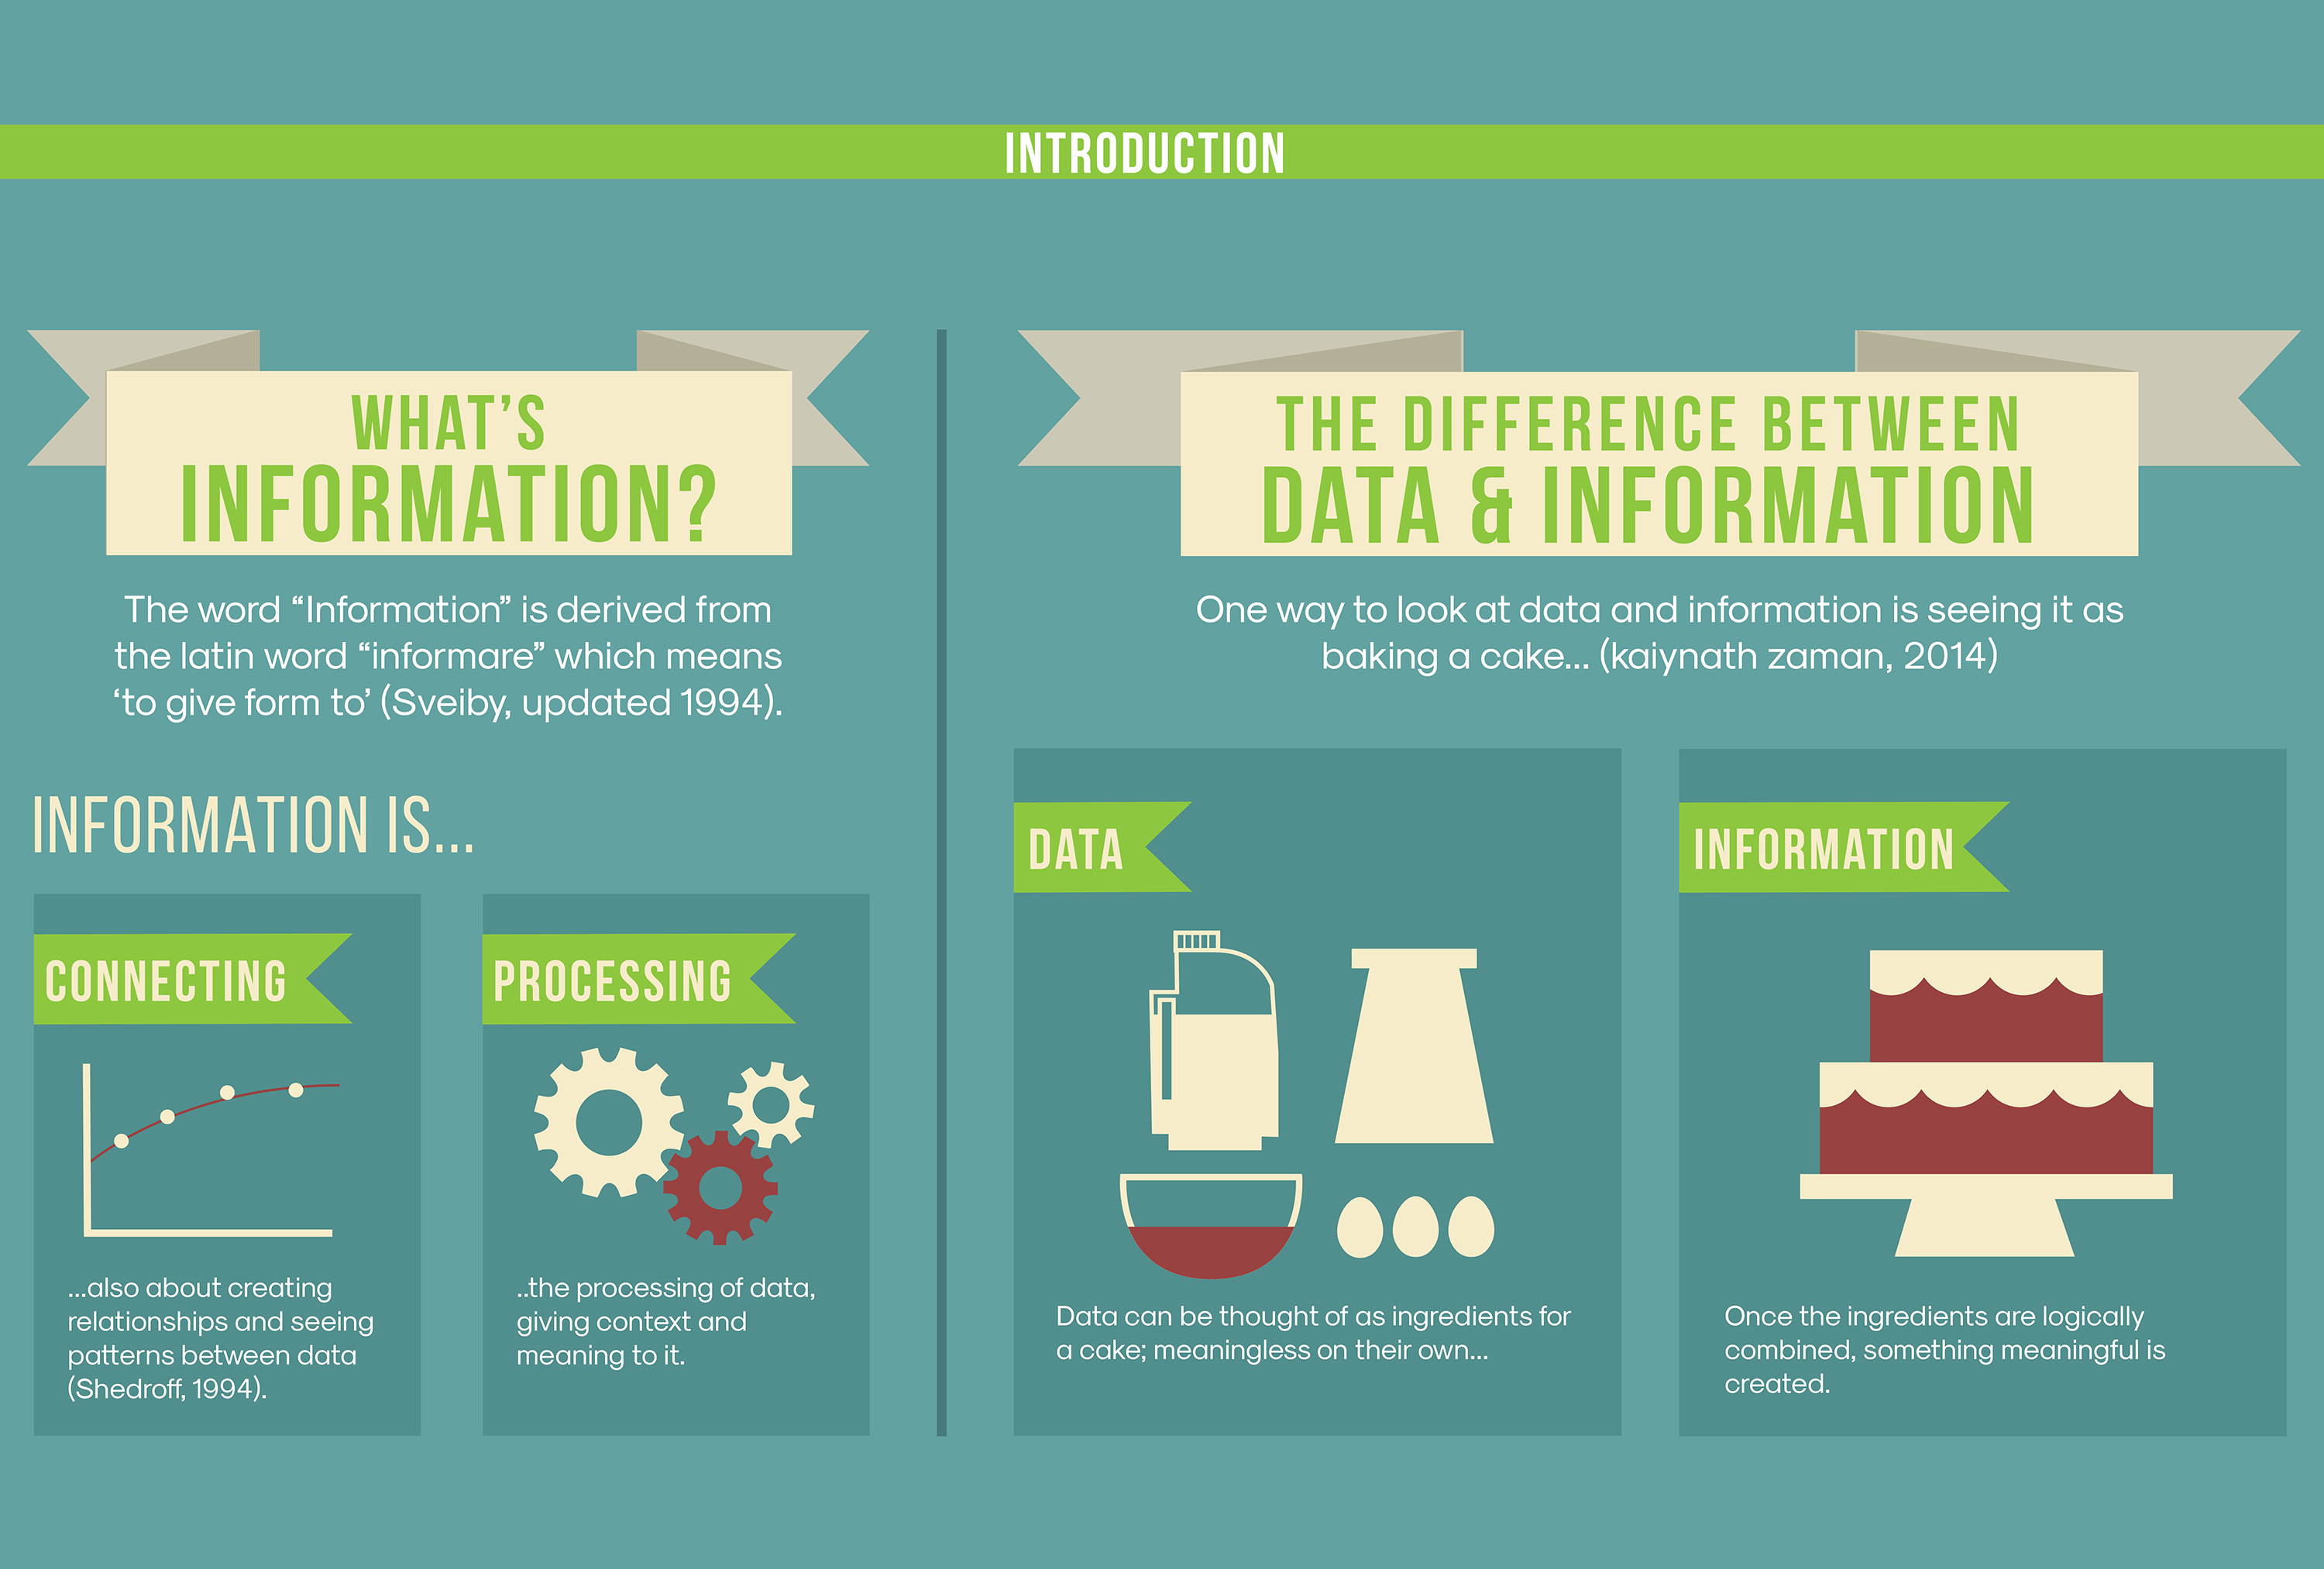 INTRODUCTION
WHAT’S
INFORMATION?
The word “Information” is derived from
the latin word “informare” which means
‘to give form to’ (Sveiby, updated 1994).
INFORMATION IS...
CONNECTING
...also about creating
relationships and seeing
patterns between data
(Shedroff, 1994).
PROCESSING
..the processing of data,
giving context and
meaning to it.
THE DIFFERENCE BETWEEN
DATA & INFORMATION
One way to look at data and information is seeing it as
baking a cake... (kaiynath zaman, 2014)
DATA
Data can be thought of as ingredients for
a cake; meaningless on their own...
INFORMATION
Once the ingredients are logically
combined, something meaningful is
created.